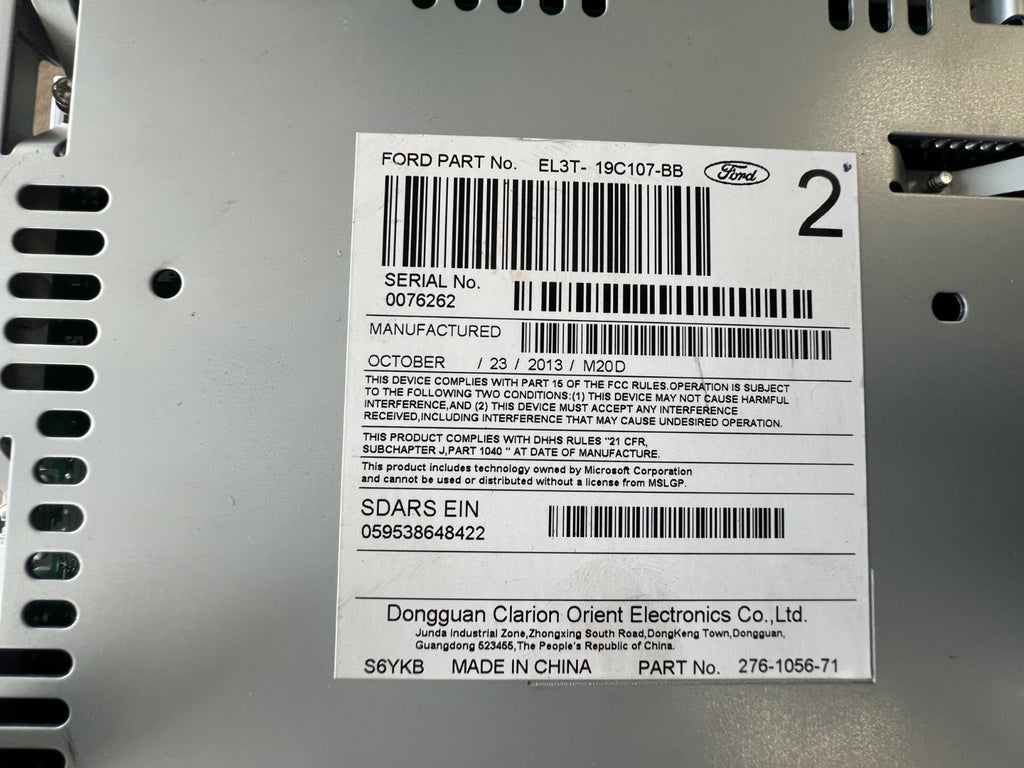 FORD PART No. EL3T- 19C107-BB Ford
2
SERIAL No.
0076262
MANUFACTURED
OCTOBER / 23 / 2013 / M20D
THIS DEVICE COMPLIES WITH PART 15 OF THE FCC RULES.OPERATION IS SUBJECT
TO THE FOLLOWING TWO CONDITIONS:(1) THIS DEVICE MAY NOT CAUSE HARMFUL
INTERFERENCE,AND (2) THIS DEVICE MUST ACCEPT ANY INTERFERENCE
RECEIVED,INCLUDING INTERFERENCE THAT MAY CAUSE UNDESIRED OPERATION.
THIS PRODUCT COMPLIES WITH DHHS RULES "21 CFR,
SUBCHAPTER J,PART 1040 " AT DATE OF MANUFACTURE.
This product includes technology owned by Microsoft Corporation
and cannot be used or distributed without a license from MSLGP.
SDARS EIN
059538648422
Dongguan Clarion Orient Electronics Co.,Ltd.
Junda Industrial Zone,Zhongxing South Road,DongKeng Town,Dongguan,
Guangdong 523455,The People's Republic of China.
S6YKB MADE IN CHINA PART No. 276-1056-71